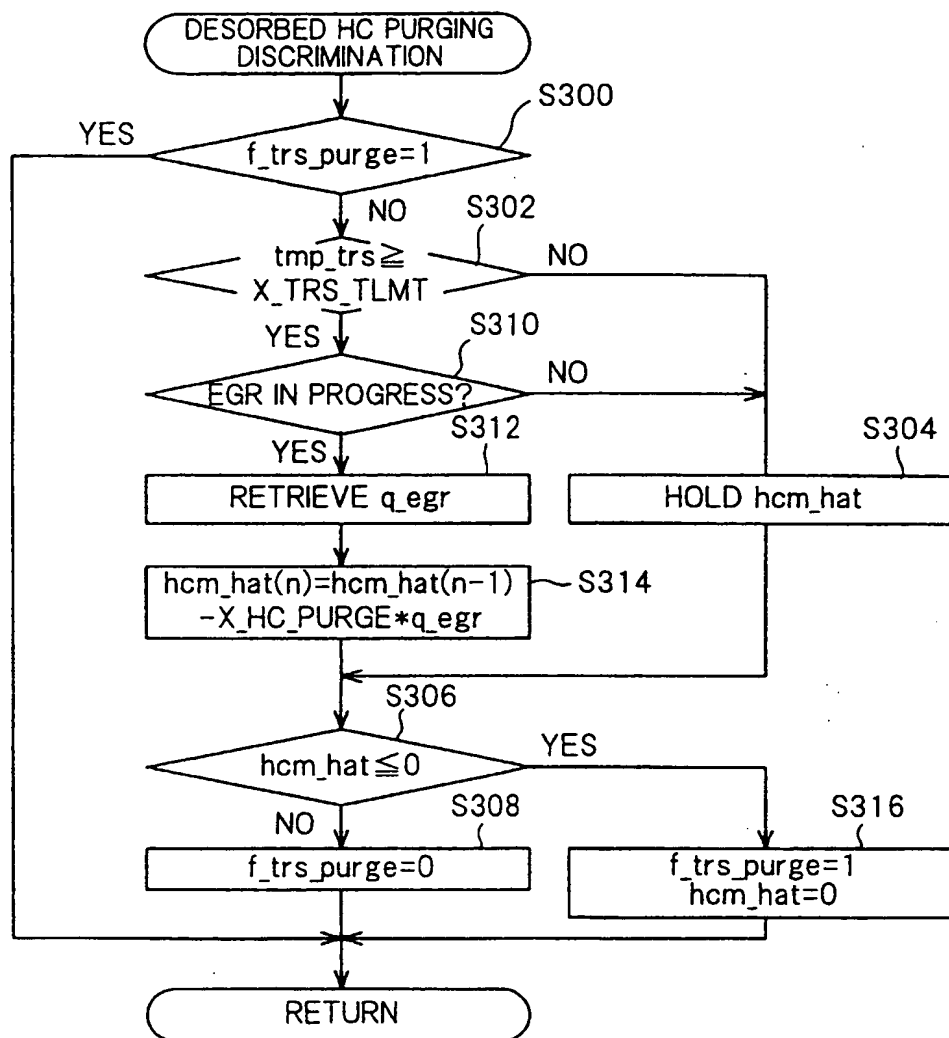 DESORBED HC PURGING
DISCRIMINATION
S300
YES
f_trs_purge=1
NO
S302
tmp_trs≧
X_TRS_TLMT
NO
YES
S310
EGR IN PROGRESS?
NO
YES
S312
S304
RETRIEVE q_egr
HOLD hcm_hat
hcm_hat(n)=hcm_hat(n-1)
-X_HC_PURGE*q_egr
S314
S306
hcm_hat≦0
YES
NO
S308
S316
f_trs_purge=0
f_trs_purge=1
hcm_hat=0
RETURN